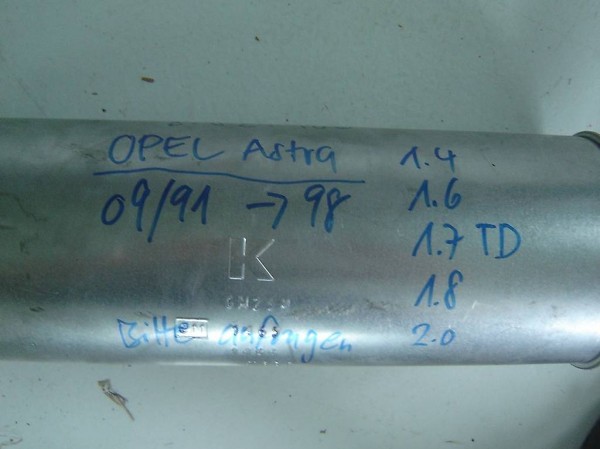 OPEL Astra
09/91 → 98
1.4
1.6
1.7 TD
1.8
2.0
K
Bitte anfragen